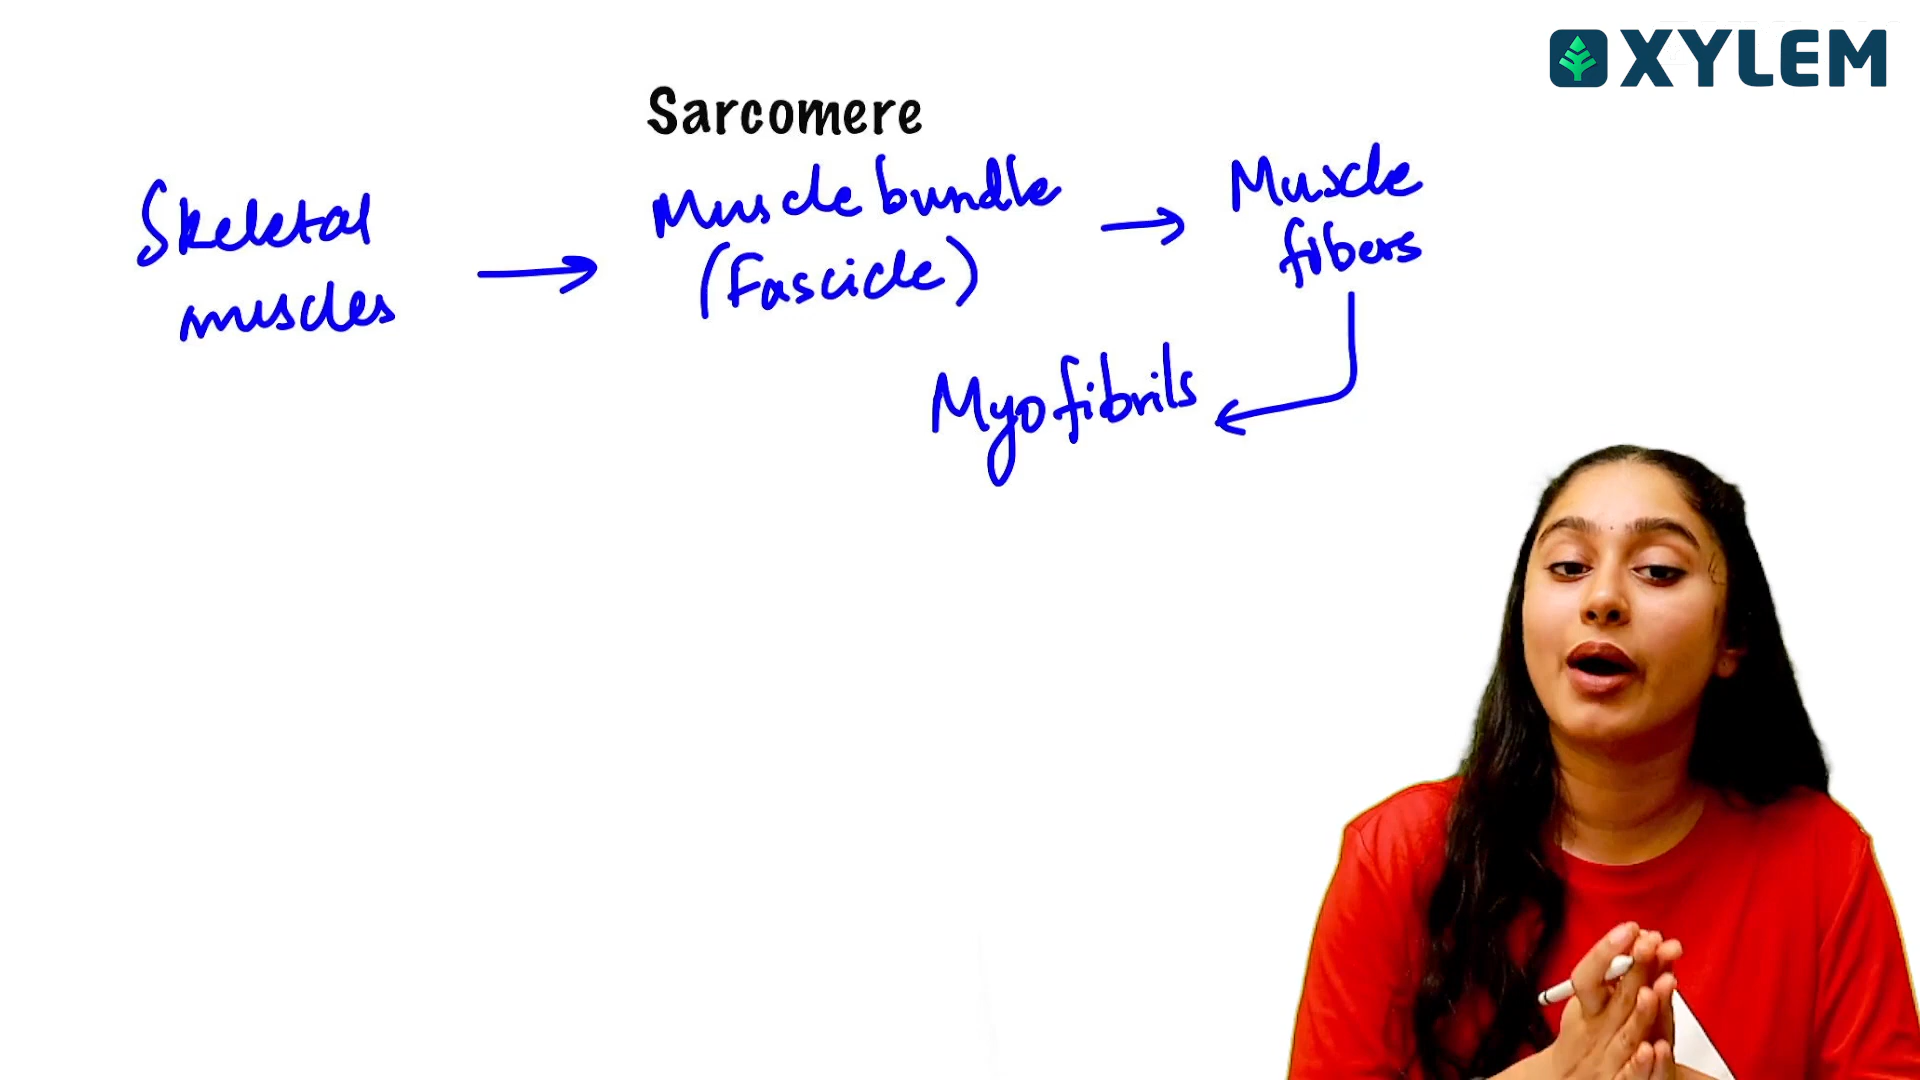 XYLEM
Sarcomere
Skeletal
muscles
Muscle bundle
(Fascicle)
Muscle
fibers
Myofibrils